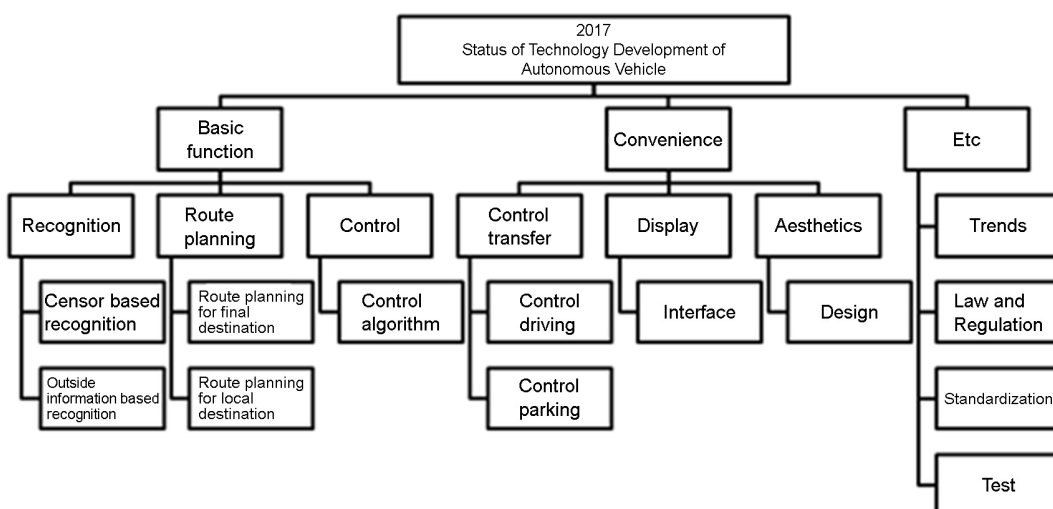 2017
Status of Technology Development of
Autonomous Vehicle
Basic
function
Convenience
Etc
Recognition
Route
planning
Control
Control
transfer
Display
Aesthetics
Trends
Censor based
recognition
Route planning
for final
destination
Control
algorithm
Control
driving
Interface
Design
Law and
Regulation
Outside
information based
recognition
Route planning
for local
destination
Control
parking
Standardization
Test